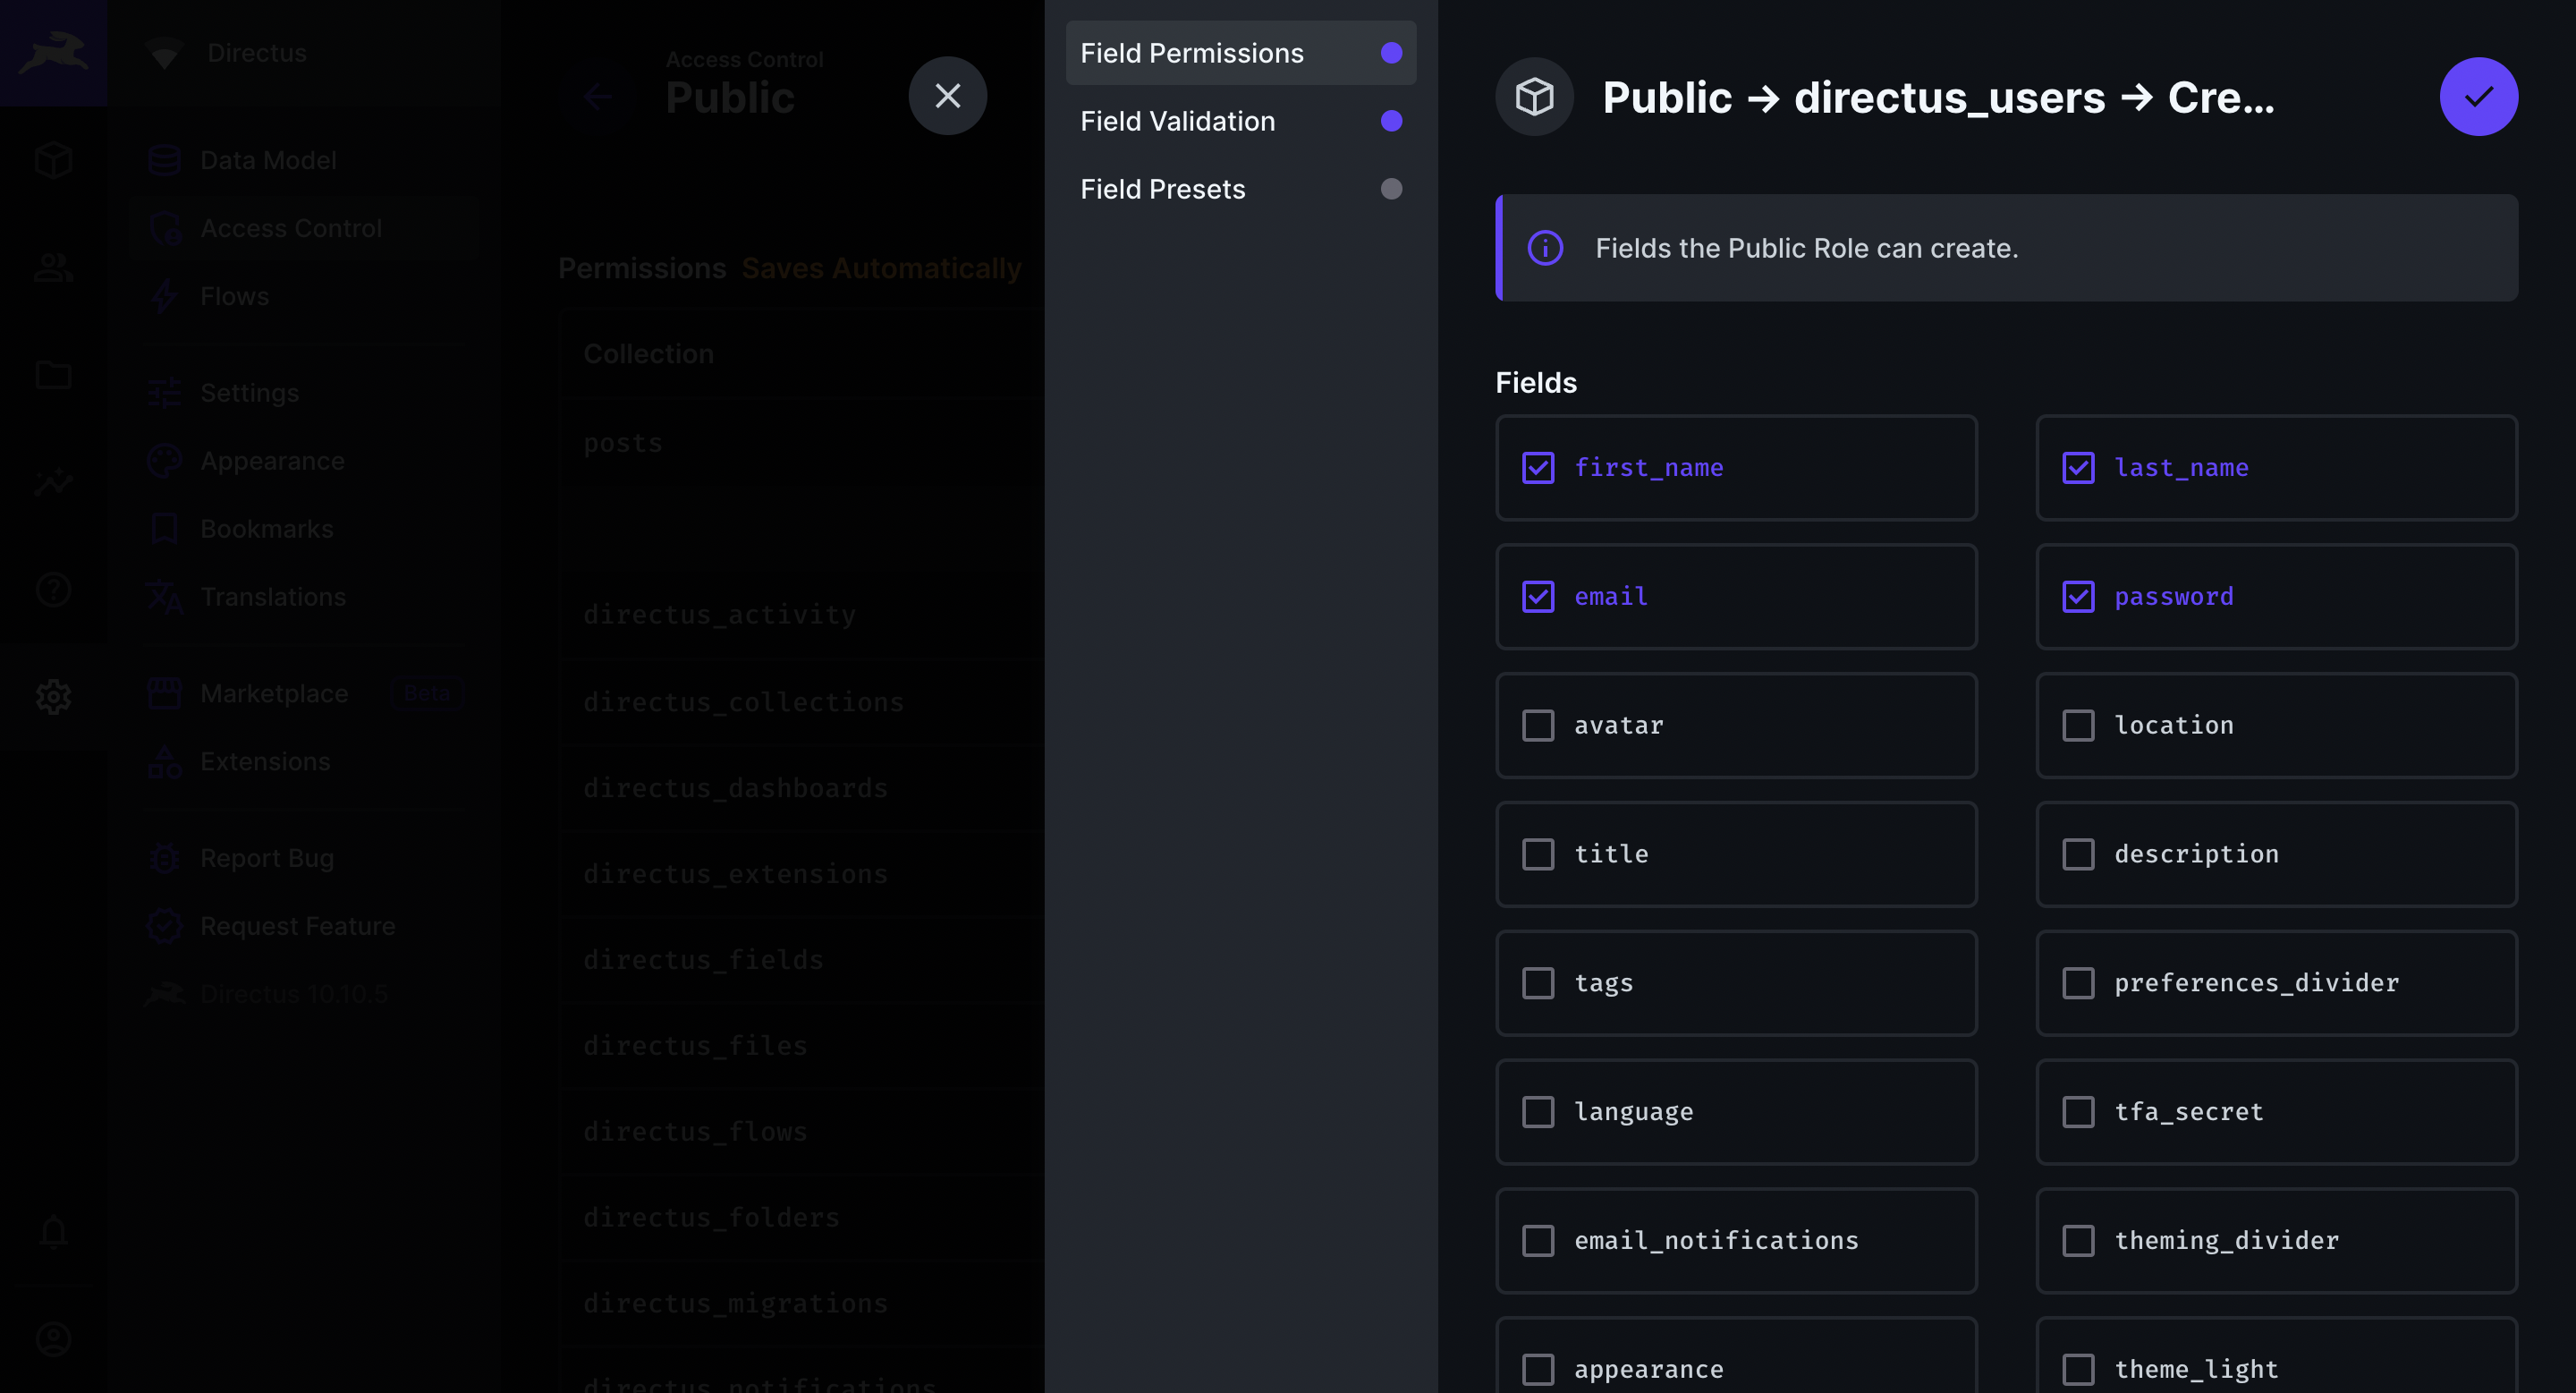 Directus
Data Model
Access Control
Flows
Settings
Appearance
Bookmarks
Translations
Marketplace Beta
Extensions
Report Bug
Request Feature
Directus 10.10.5
Access Control
Public
Permissions Saves Automatically
Collection
posts
directus_activity
directus_collections
directus_dashboards
directus_extensions
directus_fields
directus_files
directus_flows
directus_folders
directus_migrations
directus_notifications
Field Permissions
Field Validation
Field Presets
Public → directus_users → Cre...
Fields the Public Role can create.
Fields
first_name
last_name
email
password
avatar
location
title
description
tags
preferences_divider
language
tfa_secret
email_notifications
theming_divider
appearance
theme_light